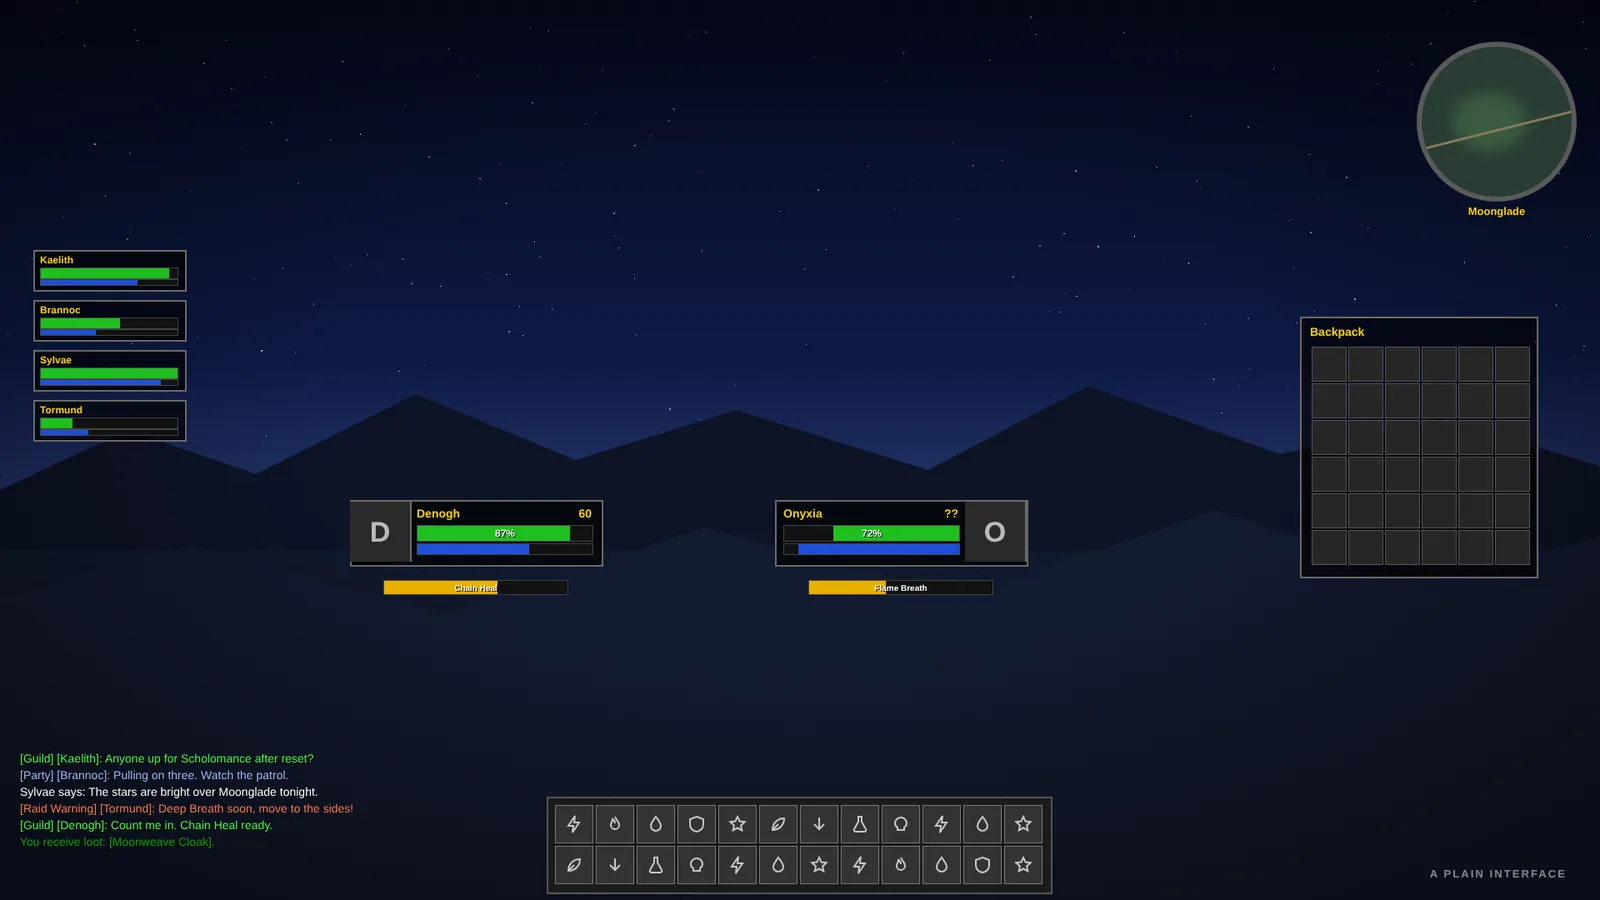 Moonglade
Kaelith
Brannoc
Sylvae
Tormund
Backpack
D
Denogh 60
87%
Chain Heal
Onyxia ??
72%
O
Flame Breath
[Guild] [Kaelith]: Anyone up for Scholomance after reset?
[Party] [Brannoc]: Pulling on three. Watch the patrol.
Sylvae says: The stars are bright over Moonglade tonight.
[Raid Warning] [Tormund]: Deep Breath soon, move to the sides!
[Guild] [Denogh]: Count me in. Chain Heal ready.
You receive loot: [Moonweave Cloak].
A PLAIN INTERFACE